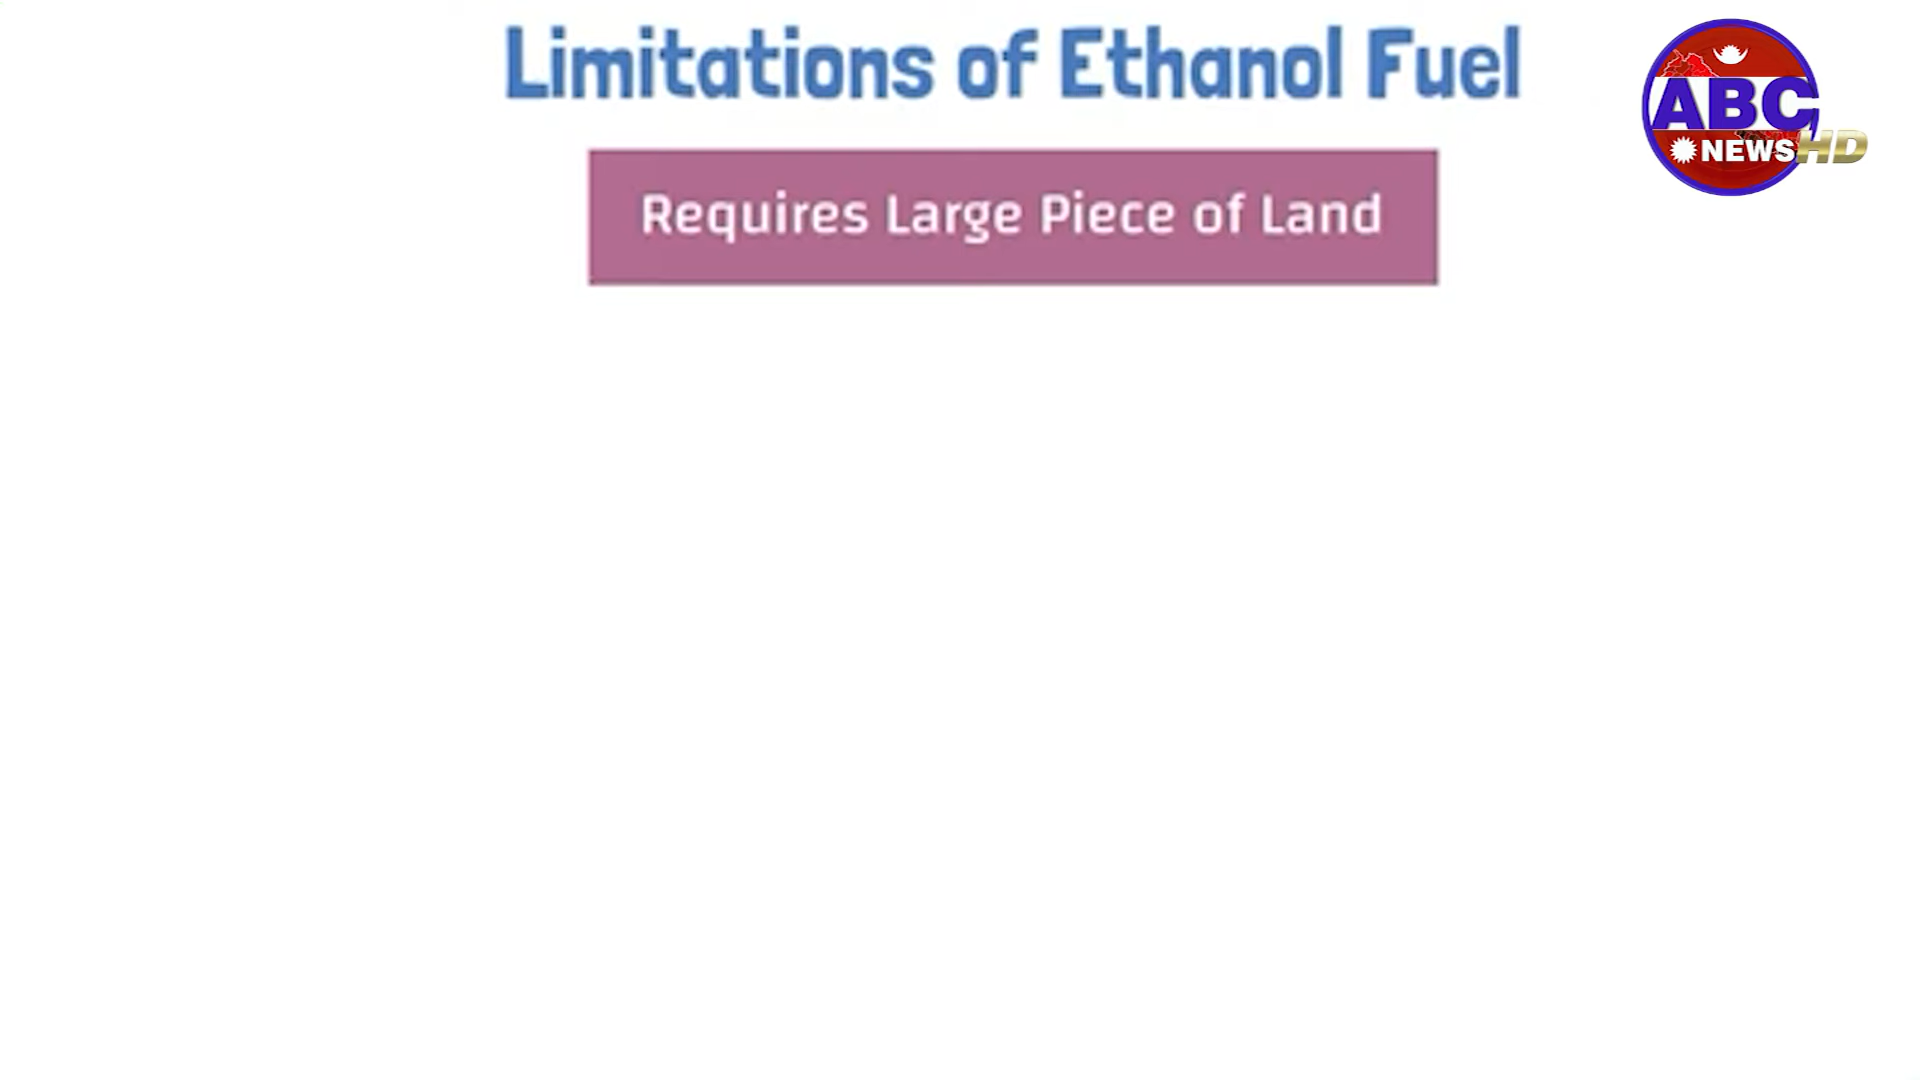 Limitations of Ethanol Fuel
Requires Large Piece of Land
ABC
NEWS HD